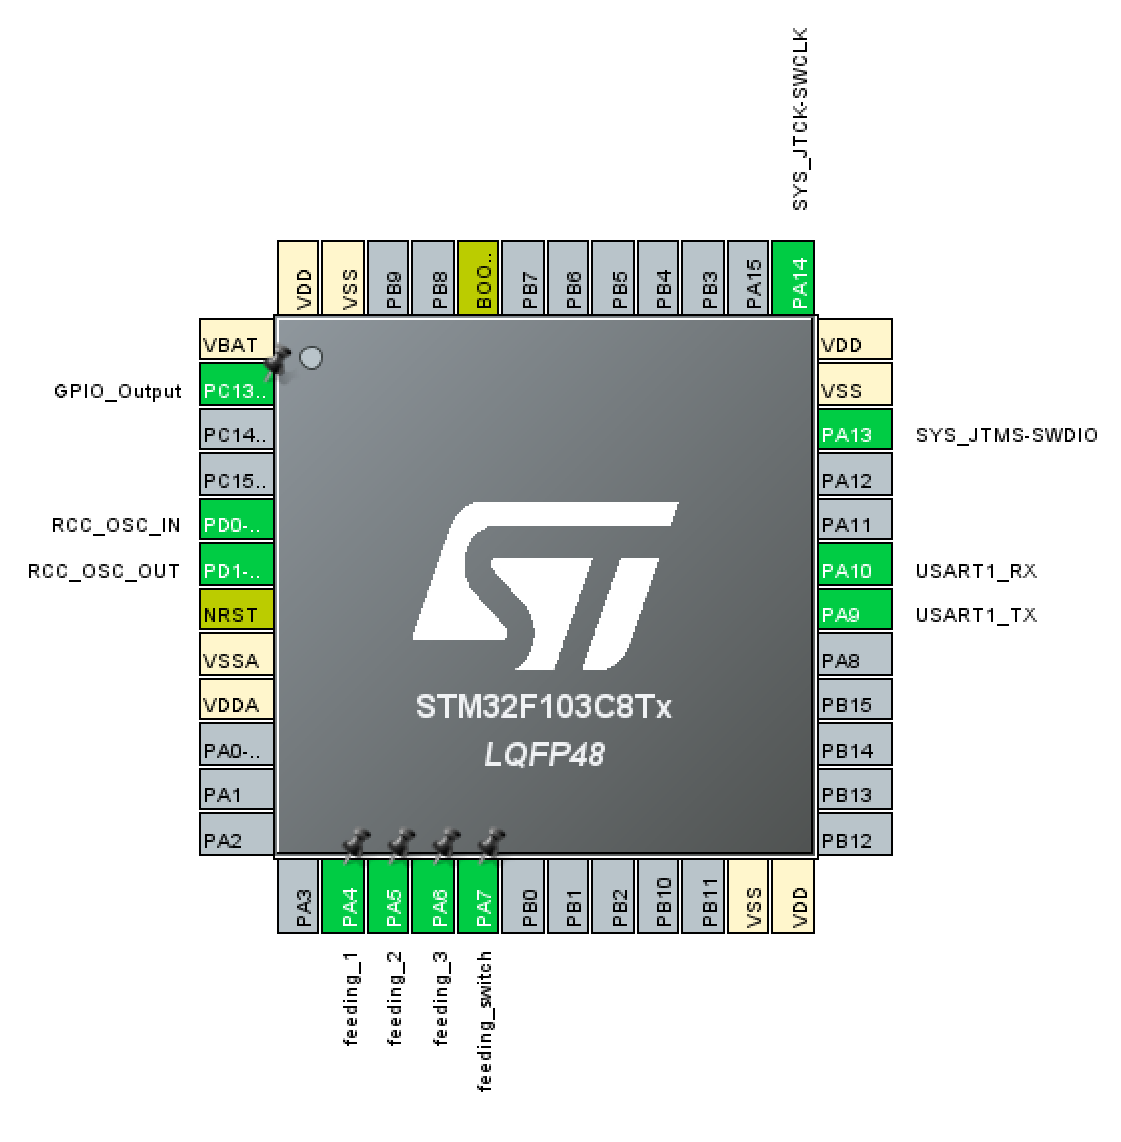 SYS_JTCK-SWCLK
VDD
VSS
PB9
PB8
BOO..
PB7
PB6
PB5
PB4
PB3
PA15
PA14
VBAT
GPIO_Output
PC13..
PC14..
PC15..
RCC_OSC_IN
PD0-..
RCC_OSC_OUT
PD1-..
NRST
VSSA
VDDA
PA0-..
PA1
PA2
ST
STM32F103C8Tx
LQFP48
VDD
VSS
PA13
SYS_JTMS-SWDIO
PA12
PA11
PA10
USART1_RX
PA9
USART1_TX
PA8
PB15
PB14
PB13
PB12
PA3
PA4
PA5
PA6
PA7
PB0
PB1
PB2
PB10
PB11
VSS
VDD
feeding_1
feeding_2
feeding_3
feeding_switch